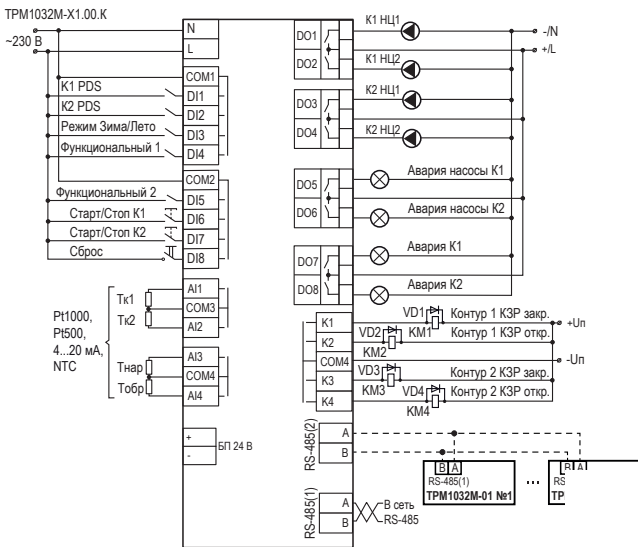 ТРМ1032М-Х1.00.К
~230 В
N
L
COM1
K1 PDS
DI1
K2 PDS
DI2
Режим Зима/Лето
DI3
Функциональный 1
DI4
COM2
Функциональный 2
DI5
Старт/Стоп К1
DI6
Старт/Стоп К2
DI7
Сброс
DI8
Pt1000,
Pt500,
4...20 мА,
NTC
Тк1
AI1
COM3
Тк2
AI2
Тнар
AI3
COM4
Тобр
AI4
+
-
БП 24 В
DO1
К1 НЦ1
-/N
+/L
DO2
К1 НЦ2
DO3
К2 НЦ1
DO4
К2 НЦ2
DO5
Авария насосы К1
DO6
Авария насосы К2
DO7
Авария К1
DO8
Авария К2
K1
VD1
Контур 1 КЗР закр.
+Uп
K2
VD2
KM1
Контур 1 КЗР откр.
KM2
COM4
-Uп
K3
VD3
Контур 2 КЗР закр.
KM3
K4
VD4
Контур 2 КЗР откр.
KM4
RS-485(2)
A
B
B A
RS-485(1)
ТРМ1032М-01 №1
...
B A
RS
ТР
RS-485(1)
A
B
В сеть
RS-485